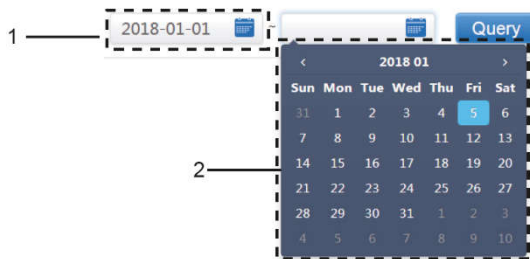 1 2018-01-01 ~ Query
< 2018 01 >
Sun Mon Tue Wed Thu Fri Sat
31 1 2 3 4 5 6
7 8 9 10 11 12 13
14 15 16 17 18 19 20
2
21 22 23 24 25 26 27
28 29 30 31 1 2 3
4 5 6 7 8 9 10